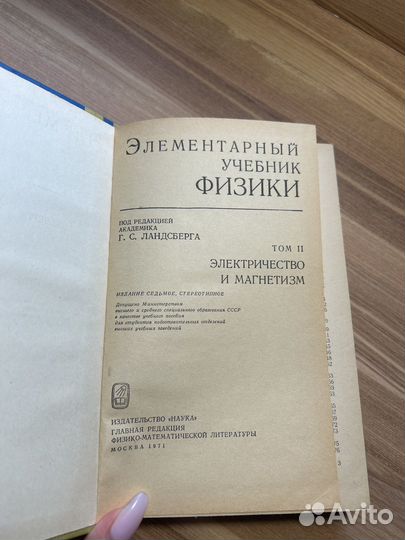 ЭЛЕМЕНТАРНЫЙ
УЧЕБНИК
ФИЗИКИ
ПОД РЕДАКЦИЕЙ
АКАДЕМИКА
Г. С. ЛАНДСБЕРГА
ТОМ II
ЭЛЕКТРИЧЕСТВО
И МАГНЕТИЗМ
ИЗДАНИЕ СЕДЬМОЕ, СТЕРЕОТИПНОЕ
Допущено Министерством
высшего и среднего специального образования СССР
в качестве учебного пособия
для студентов подготовительных отделений
высших учебных заведений
ИЗДАТЕЛЬСТВО «НАУКА»
ГЛАВНАЯ РЕДАКЦИЯ
ФИЗИКО-МАТЕМАТИЧЕСКОЙ ЛИТЕРАТУРЫ
МОСКВА 1971
Avito